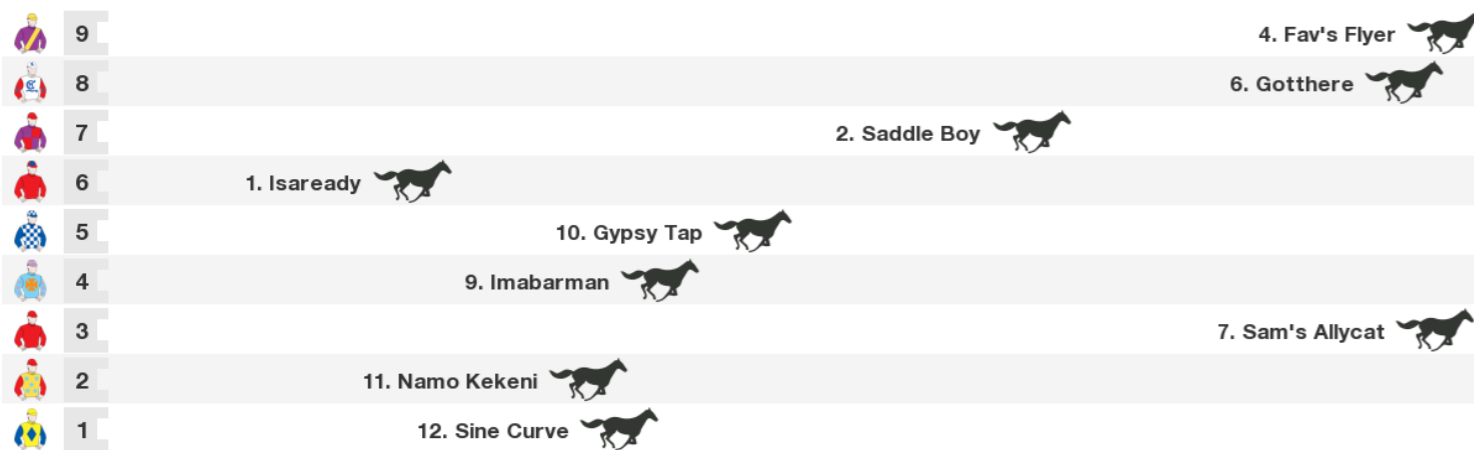 9 4. Fav's Flyer
8 6. Gotthere
7 2. Saddle Boy
6 1. Isaready
5 10. Gypsy Tap
4 9. Imabarman
3 7. Sam's Allycat
2 11. Namo Kekeni
1 12. Sine Curve